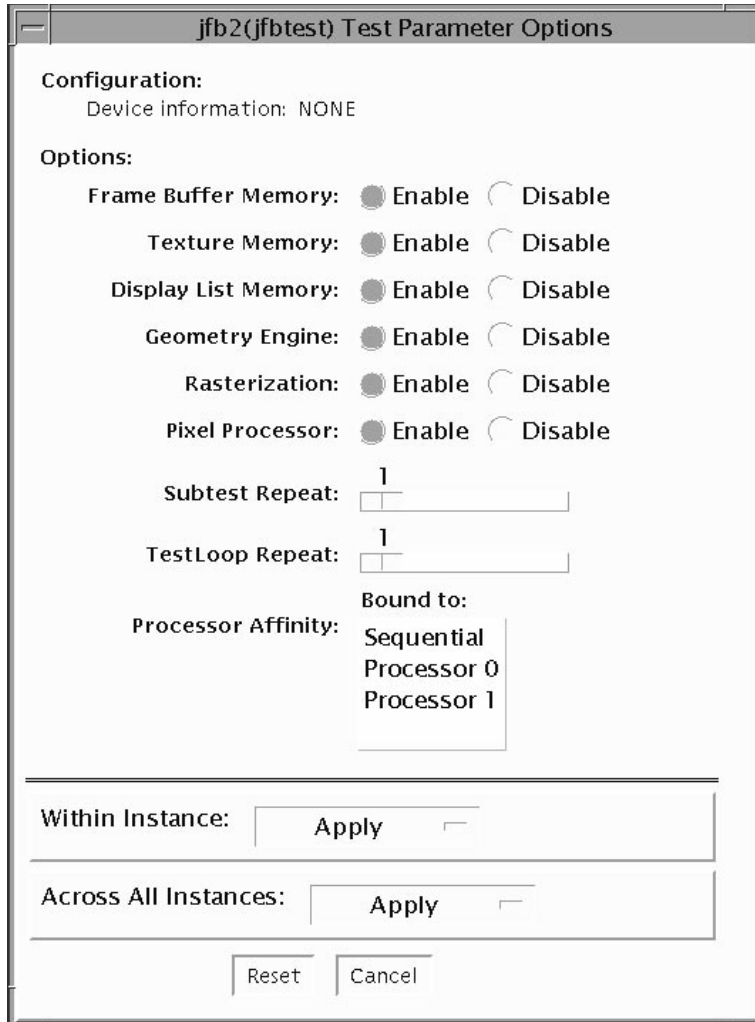 jfb2(jfbtest) Test Parameter Options
Configuration:
Device information: NONE
Options:
Frame Buffer Memory: Enable Disable
Texture Memory: Enable Disable
Display List Memory: Enable Disable
Geometry Engine: Enable Disable
Rasterization: Enable Disable
Pixel Processor: Enable Disable
1
Subtest Repeat:
1
TestLoop Repeat:
Bound to:
Processor Affinity:
Sequential
Processor 0
Processor 1
Within Instance: Apply
Across All Instances: Apply
Reset Cancel